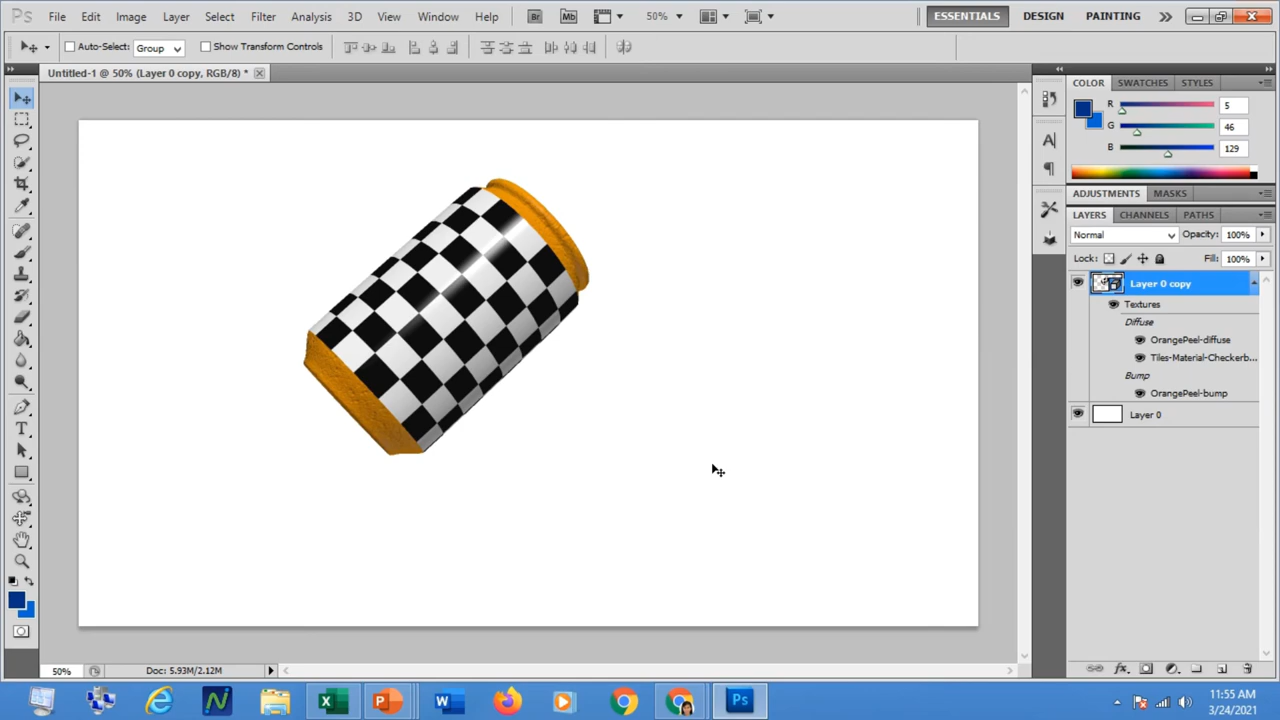 Ps File Edit Image Layer Select Filter Analysis 3D View Window Help Br Mb 50% ESSENTIALS DESIGN PAINTING
Auto-Select: Group Show Transform Controls
Untitled-1 @ 50% (Layer 0 copy, RGB/8) *
COLOR SWATCHES STYLES
R 5
G 46
B 129
ADJUSTMENTS MASKS
LAYERS CHANNELS PATHS
Normal Opacity: 100%
Lock: Fill: 100%
Layer 0 copy
Textures
Diffuse
OrangePeel-diffuse
Tiles-Material-Checkerb...
Bump
OrangePeel-bump
Layer 0
50% Doc: 5.93M/2.12M
11:55 AM
3/24/2021